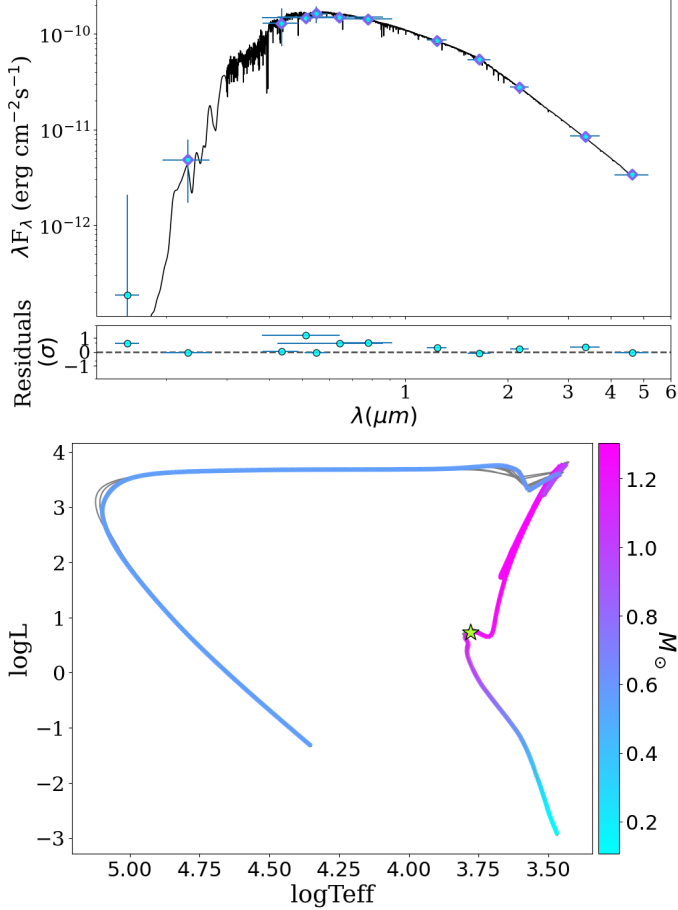 10⁻¹⁰
10⁻¹¹
10⁻¹²
λF_λ (erg cm⁻²s⁻¹)
Residuals
(σ)
1
0
−1
1 2 3 4 5 6
λ(μm)
4
3
2
1
0
−1
−2
−3
logL
5.00 4.75 4.50 4.25 4.00 3.75 3.50
logTeff
1.2
1.0
0.8
0.6
0.4
0.2
M⊙